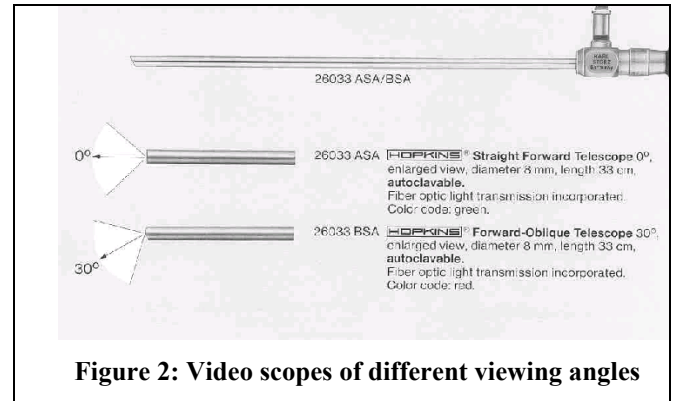 KARL
STORZ
Germany
26033 ASA/BSA
0°
26033 ASA HOPKINS® Straight Forward Telescope 0°,
enlarged view, diameter 8 mm, length 33 cm,
autoclavable.
Fiber optic light transmission incorporated.
Color code: green.
30°
26033 BSA HOPKINS® Forward-Oblique Telescope 30°,
enlarged view, diameter 8 mm, length 33 cm,
autoclavable.
Fiber optic light transmission incorporated.
Color code: red.
Figure 2: Video scopes of different viewing angles